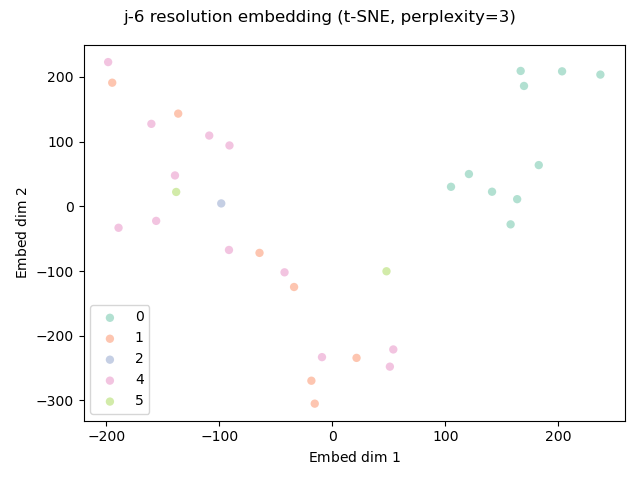 j-6 resolution embedding (t-SNE, perplexity=3)
Embed dim 2
200
100
0
−100
−200
−300
0
1
2
4
5
−200 −100 0 100 200
Embed dim 1